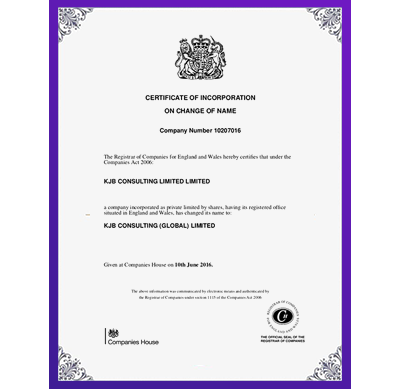 CERTIFICATE OF INCORPORATION
ON CHANGE OF NAME
Company Number 10207016
The Registrar of Companies for England and Wales hereby certifies that under the
Companies Act 2006:
KJB CONSULTING LIMITED LIMITED
a company incorporated as private limited by shares, having its registered office
situated in England and Wales, has changed its name to:
KJB CONSULTING (GLOBAL) LIMITED
Given at Companies House on 10th June 2016.
The above information was communicated by electronic means and authenticated by
the Registrar of Companies under section 1115 of the Companies Act 2006
Companies House
THE OFFICIAL SEAL OF THE
REGISTRAR OF COMPANIES